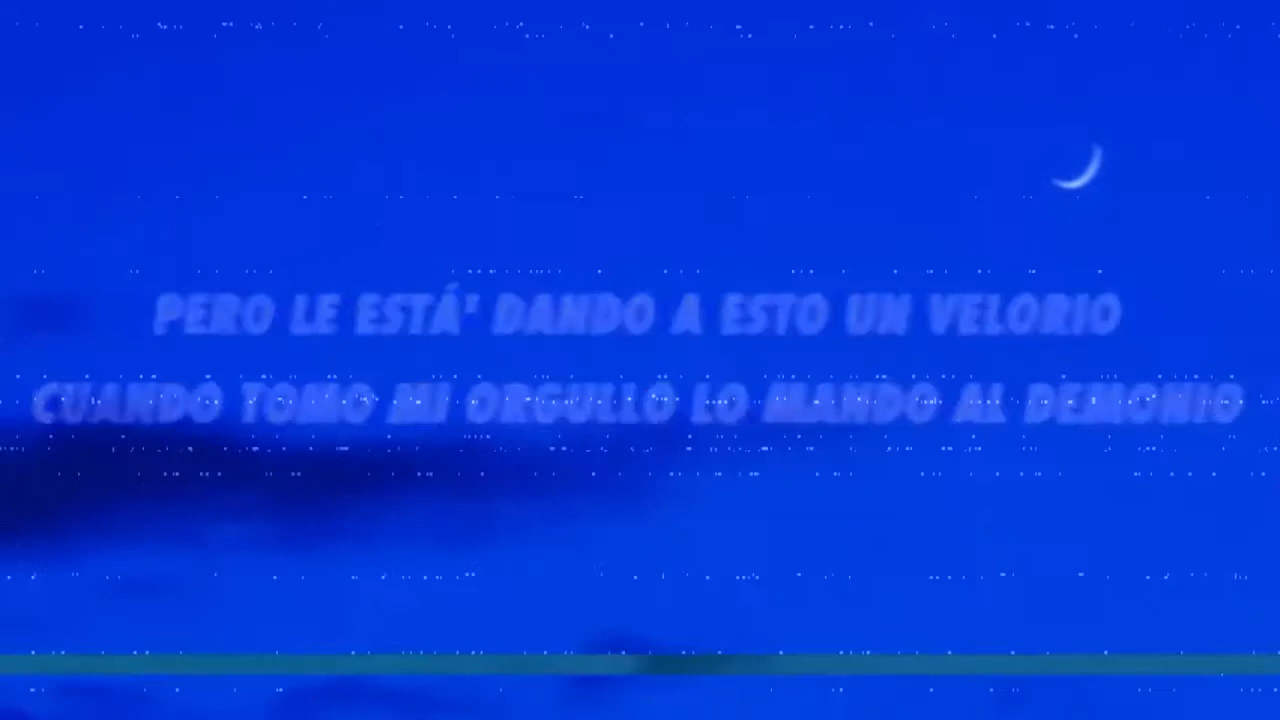 PERO LE ESTÁ' DANDO A ESTO UN VELORIO
CUANDO TOMO MI ORGULLO LO MANDO AL DEMONIO